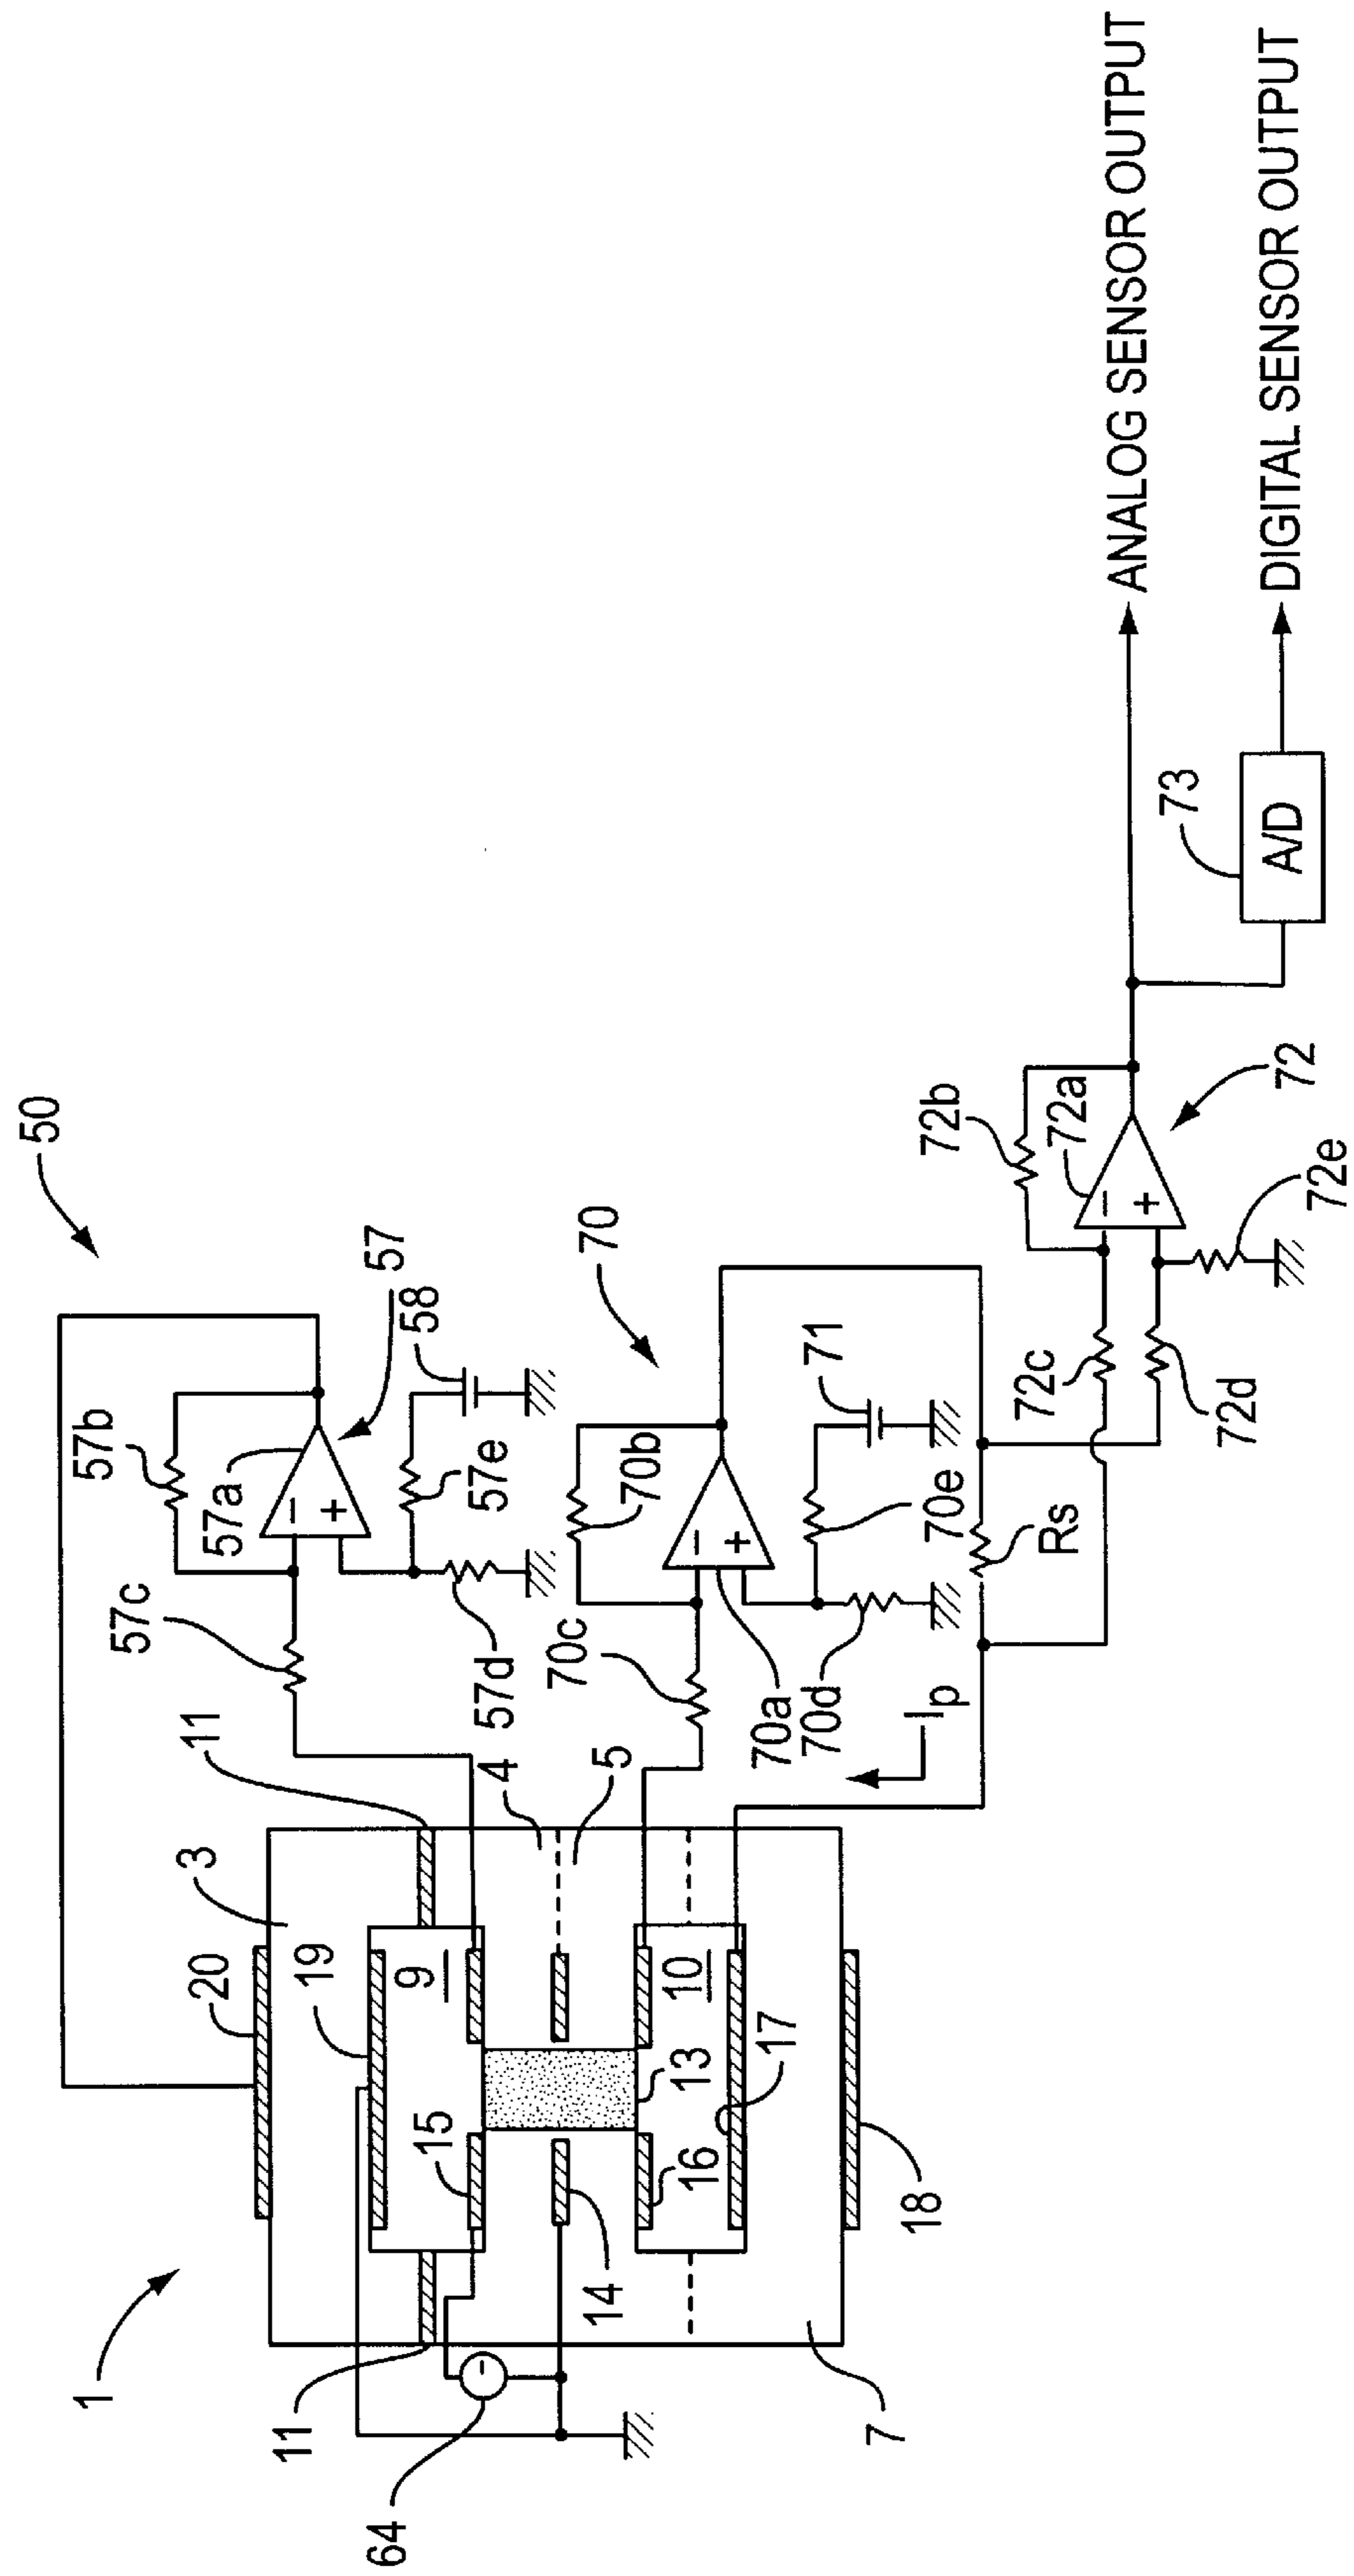 50
1
20
3
11
57c
57b
57a
57
58
57e
57d
19
9
15
4
5
11
64
14
16
13
10
17
18
7
70
70c
70b
70a
70d
70e
71
Ip
Rs
72b
72a
72c
72d
72
72e
73
A/D
ANALOG SENSOR OUTPUT
DIGITAL SENSOR OUTPUT
−
+
−
+
−
+
-